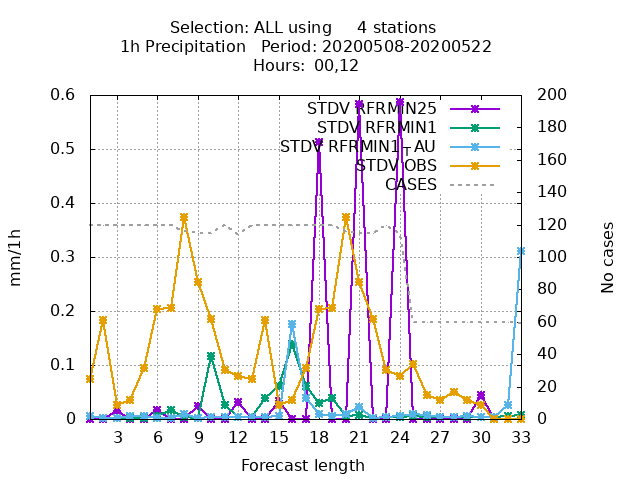 Selection: ALL using     4 stations
1h Precipitation   Period: 20200508-20200522
Hours:  00,12
0.6
0.5
0.4
0.3
0.2
0.1
0
mm/1h
STDV RFRMIN25
STDV RFRMIN1
STDV RFRMIN1_AU
STDV OBS
CASES
200
180
160
140
120
100
80
60
40
20
0
No cases
3 6 9 12 15 18 21 24 27 30 33
Forecast length